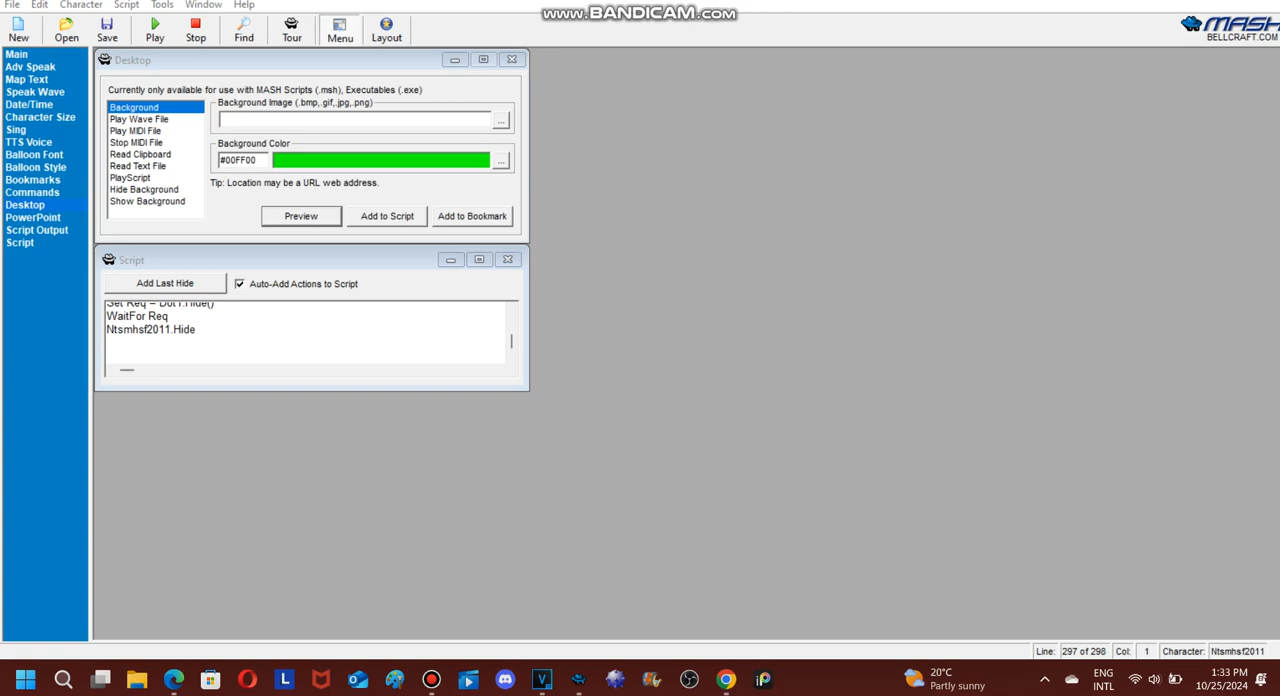 File Edit Character Script Tools Window Help
www.BANDICAM.com
New Open Save Play Stop Find Tour Menu Layout
MASH
BELLCRAFT.COM
Main
Adv Speak
Map Text
Speak Wave
Date/Time
Character Size
Sing
TTS Voice
Balloon Font
Balloon Style
Bookmarks
Commands
Desktop
PowerPoint
Script Output
Script
Desktop
Currently only available for use with MASH Scripts (.msh), Executables (.exe)
Background
Play Wave File
Play MIDI File
Stop MIDI File
Read Clipboard
Read Text File
PlayScript
Hide Background
Show Background
Background Image (.bmp,.gif,.jpg,.png)
...
Background Color
#00FF00
...
Tip: Location may be a URL web address.
Preview Add to Script Add to Bookmark
Script
Add Last Hide Auto-Add Actions to Script
Set Req = Dot1.Hide()
WaitFor Req
Ntsmhsf2011.Hide
Line: 297 of 298 Col: 1 Character: Ntsmhsf2011
20°C
Partly sunny
ENG
INTL
1:33 PM
10/25/2024